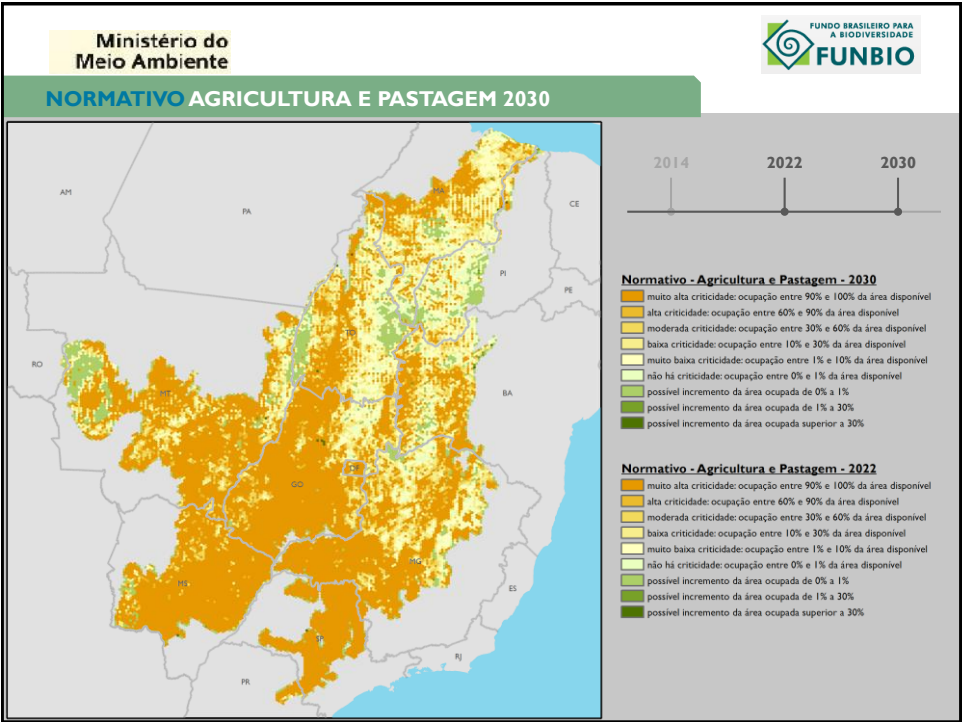 Ministério do
Meio Ambiente
FUNDO BRASILEIRO PARA
A BIODIVERSIDADE
FUNBIO
NORMATIVO AGRICULTURA E PASTAGEM 2030
2014 2022 2030
AM
PA
MA
CE
PI
PE
TO
RO
MT
BA
DF
GO
MG
MS
ES
SP
RJ
PR
Normativo - Agricultura e Pastagem - 2030
muito alta criticidade: ocupação entre 90% e 100% da área disponível
alta criticidade: ocupação entre 60% e 90% da área disponível
moderada criticidade: ocupação entre 30% e 60% da área disponível
baixa criticidade: ocupação entre 10% e 30% da área disponível
muito baixa criticidade: ocupação entre 1% e 10% da área disponível
não há criticidade: ocupação entre 0% e 1% da área disponível
possível incremento da área ocupada de 0% a 1%
possível incremento da área ocupada de 1% a 30%
possível incremento da área ocupada superior a 30%
Normativo - Agricultura e Pastagem - 2022
muito alta criticidade: ocupação entre 90% e 100% da área disponível
alta criticidade: ocupação entre 60% e 90% da área disponível
moderada criticidade: ocupação entre 30% e 60% da área disponível
baixa criticidade: ocupação entre 10% e 30% da área disponível
muito baixa criticidade: ocupação entre 1% e 10% da área disponível
não há criticidade: ocupação entre 0% e 1% da área disponível
possível incremento da área ocupada de 0% a 1%
possível incremento da área ocupada de 1% a 30%
possível incremento da área ocupada superior a 30%